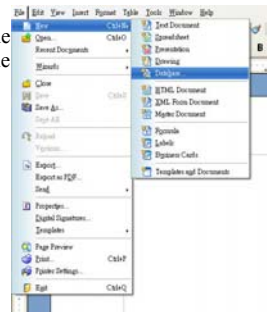 File Edit View Insert Format Table Tools Window Help
New Ctrl+N
Open... Ctrl+O
Recent Documents
Wizards
Close
Save Ctrl+S
Save As...
Save All
Reload
Versions...
Export...
Export as PDF...
Send
Properties...
Digital Signatures...
Templates
Page Preview
Print... Ctrl+P
Printer Settings...
Exit Ctrl+Q
Text Document
Spreadsheet
Presentation
Drawing
Database
HTML Document
XML Form Document
Master Document
Formula
Labels
Business Cards
Templates and Documents
B